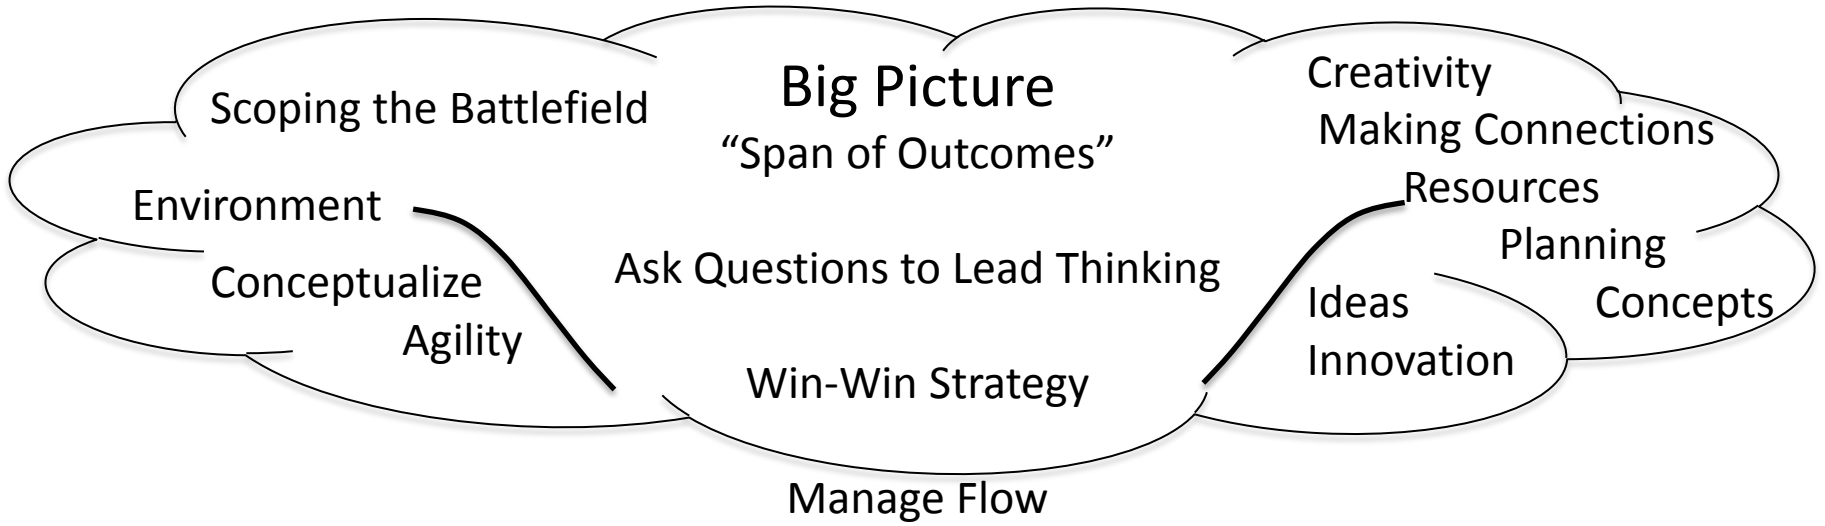 Big Picture
“Span of Outcomes”
Scoping the Battlefield
Environment
Conceptualize
Agility
Ask Questions to Lead Thinking
Win-Win Strategy
Creativity
Making Connections
Resources
Planning
Concepts
Ideas
Innovation
Manage Flow